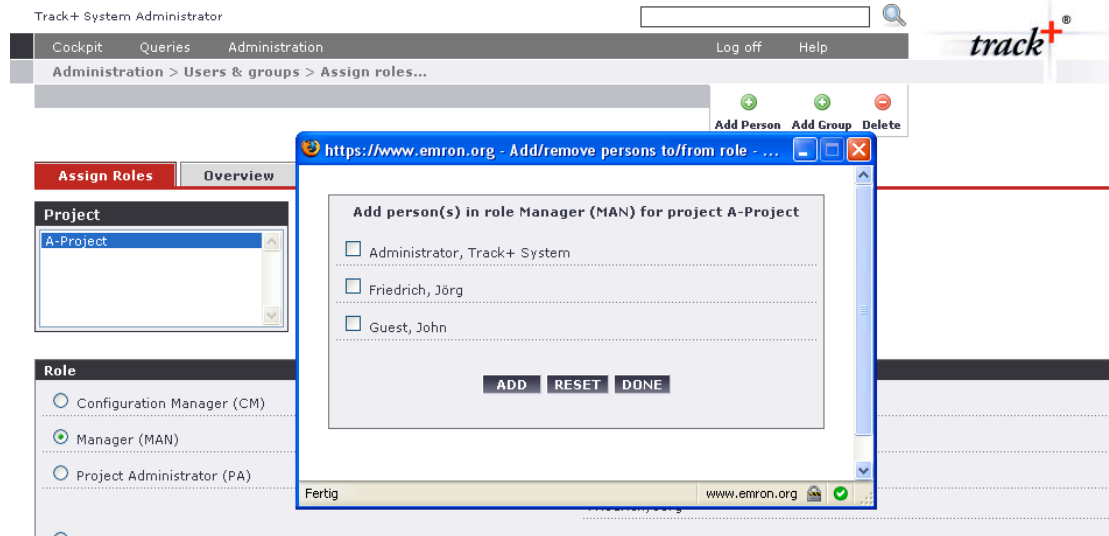 Track+ System Administrator
Cockpit Queries Administration Log off Help
track+®
Administration > Users & groups > Assign roles...
Add Person Add Group Delete
https://www.emron.org - Add/remove persons to/from role - ...
Assign Roles Overview
Project
A-Project
Add person(s) in role Manager (MAN) for project A-Project
Administrator, Track+ System
Friedrich, Jörg
Guest, John
ADD RESET DONE
Role
Configuration Manager (CM)
Manager (MAN)
Project Administrator (PA)
Fertig www.emron.org